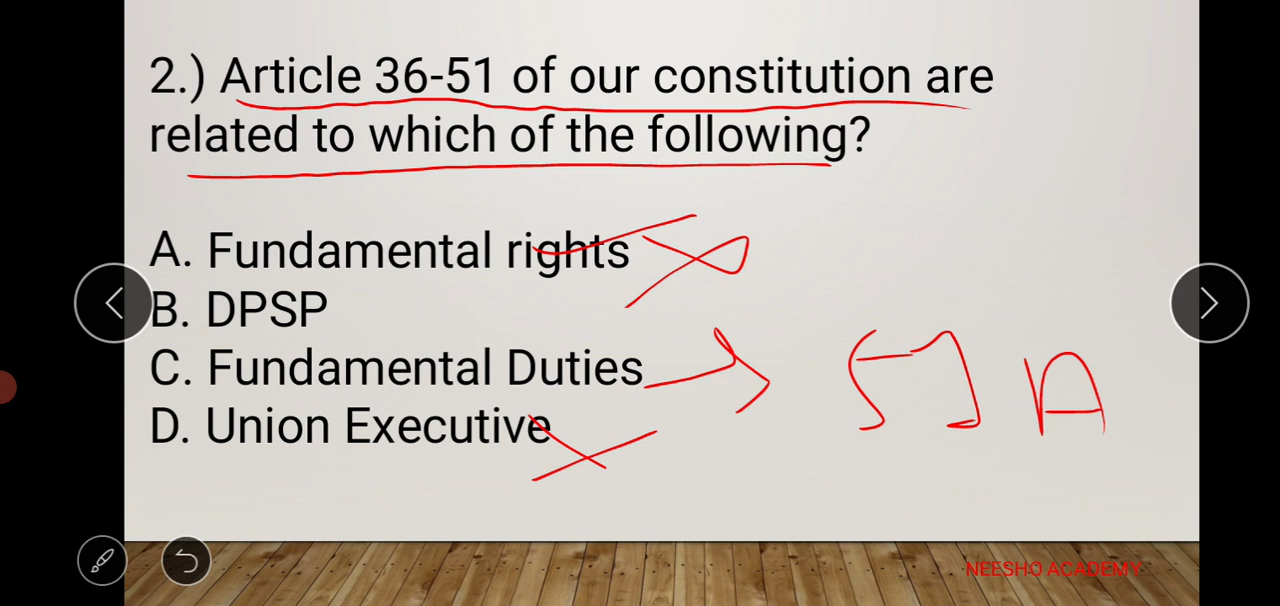 2.) Article 36-51 of our constitution are
related to which of the following?
A. Fundamental rights
B. DPSP
C. Fundamental Duties
51 A
D. Union Executive
NEESHO ACADEMY